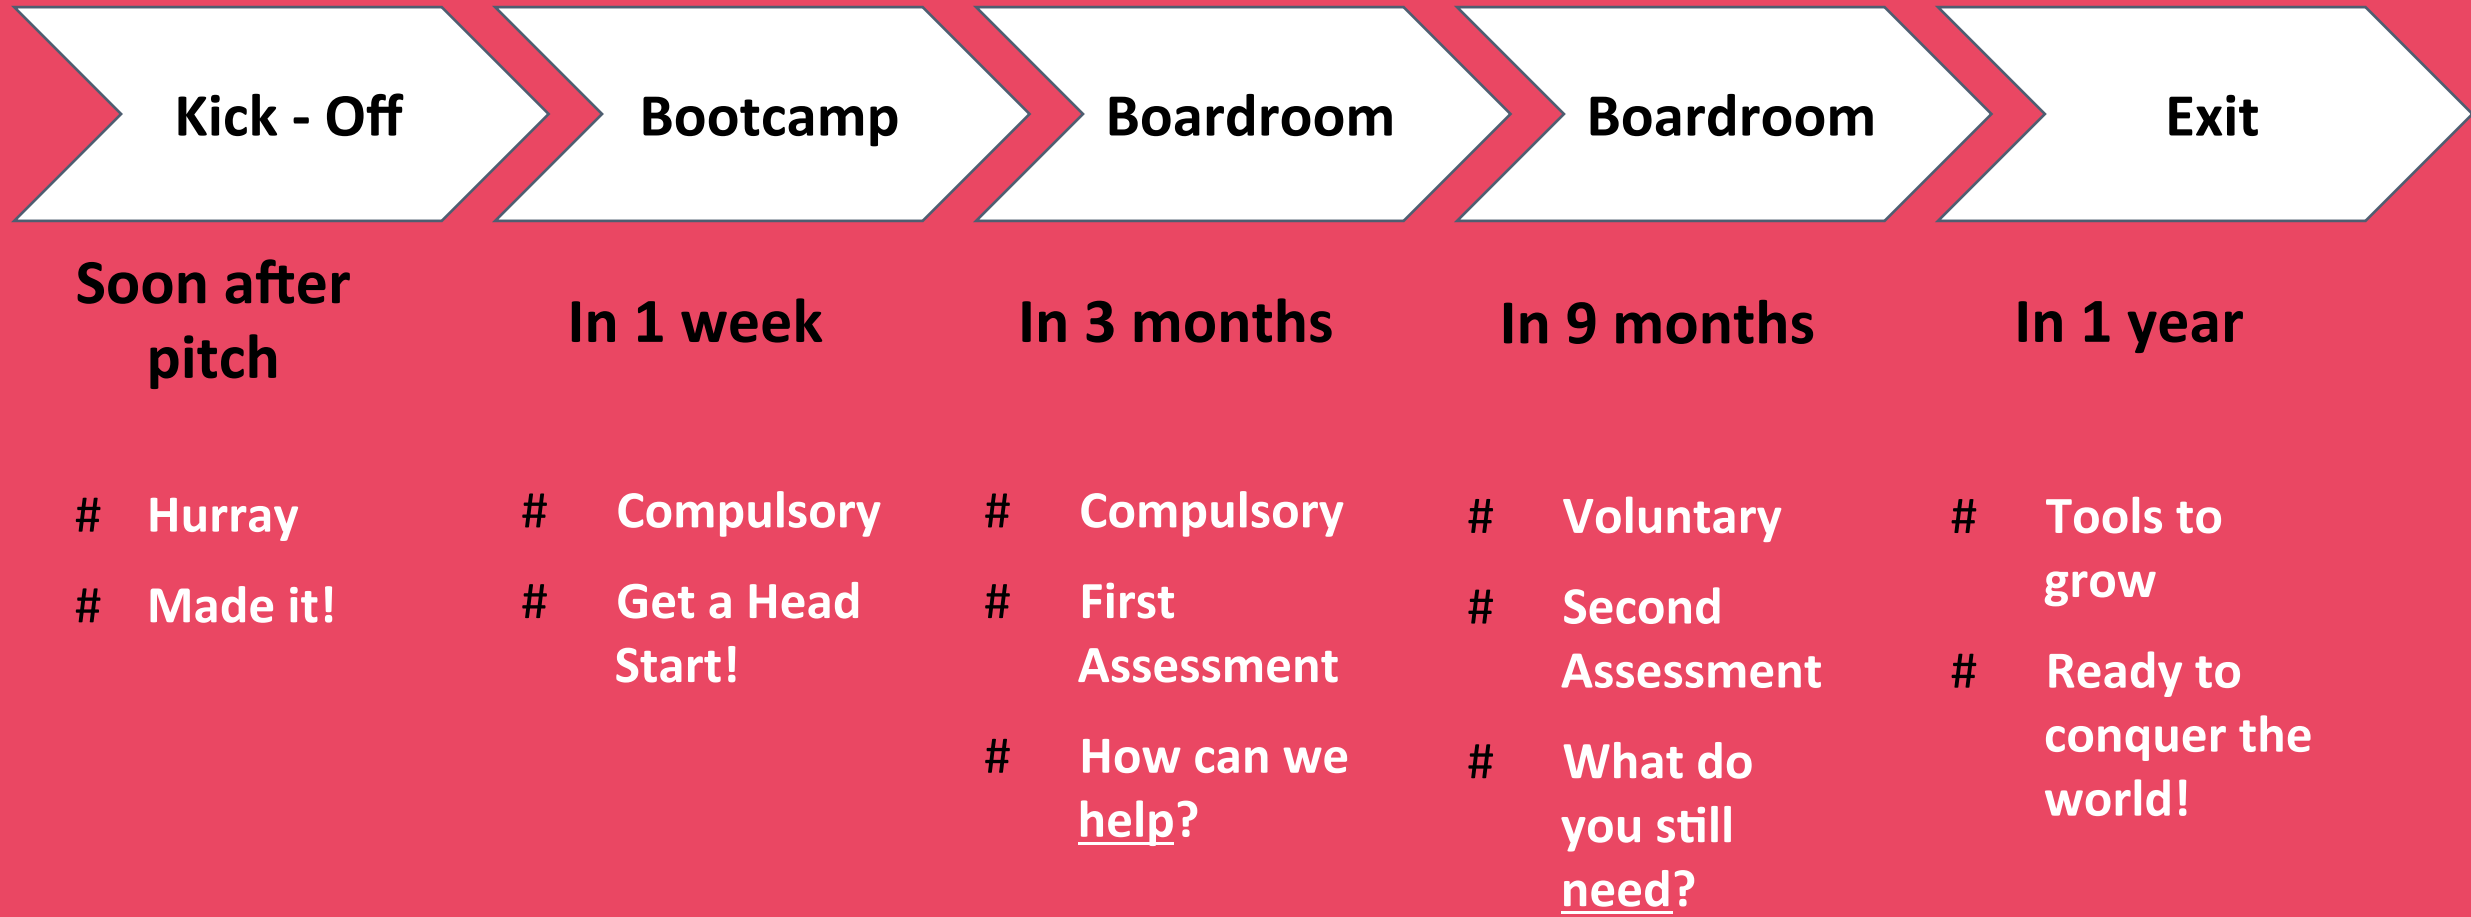 Kick - Off
Bootcamp
Boardroom
Boardroom
Exit
Soon after
pitch
In 1 week
In 3 months
In 9 months
In 1 year
# Hurray
# Made it!
# Compulsory
# Get a Head
Start!
# Compulsory
# First
Assessment
# How can we
help?
# Voluntary
# Second
Assessment
# What do
you still
need?
# Tools to
grow
# Ready to
conquer the
world!